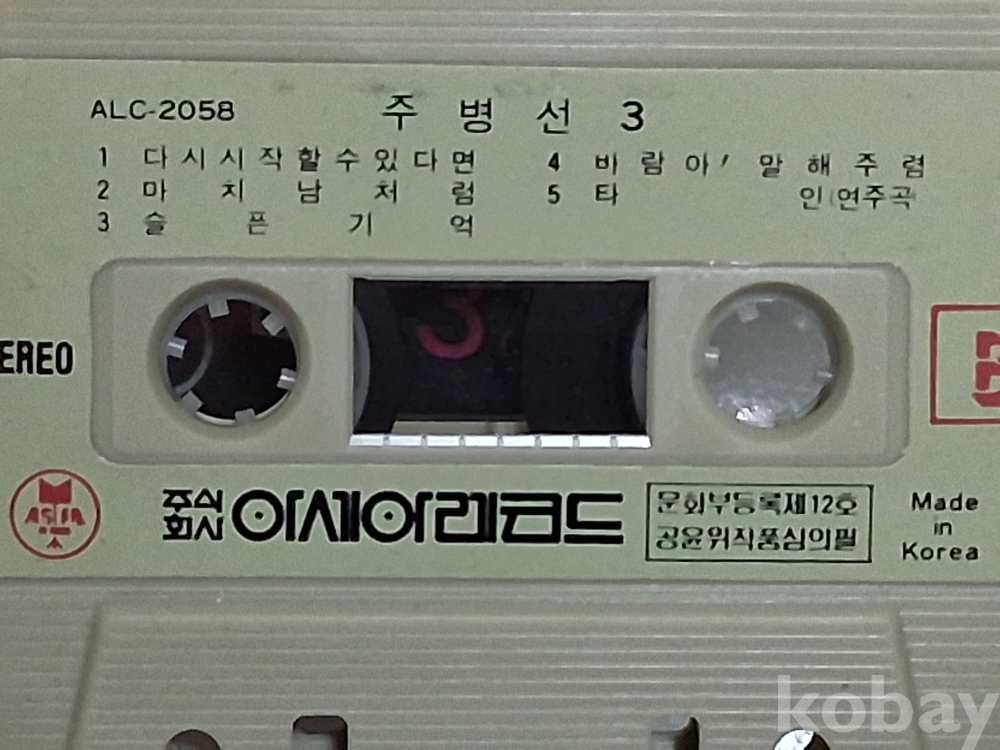 ALC-2058 주병선 3
1 다시시작할수있다면 4 바람아' 말해주렴
2 마치남처럼 5 타인(연주곡
3 슬픈기억
3
EREO
ASIA
주식회사 아세아레코드
문화부등록제12호
공윤위작품심의필
Made
in
Korea
kobay